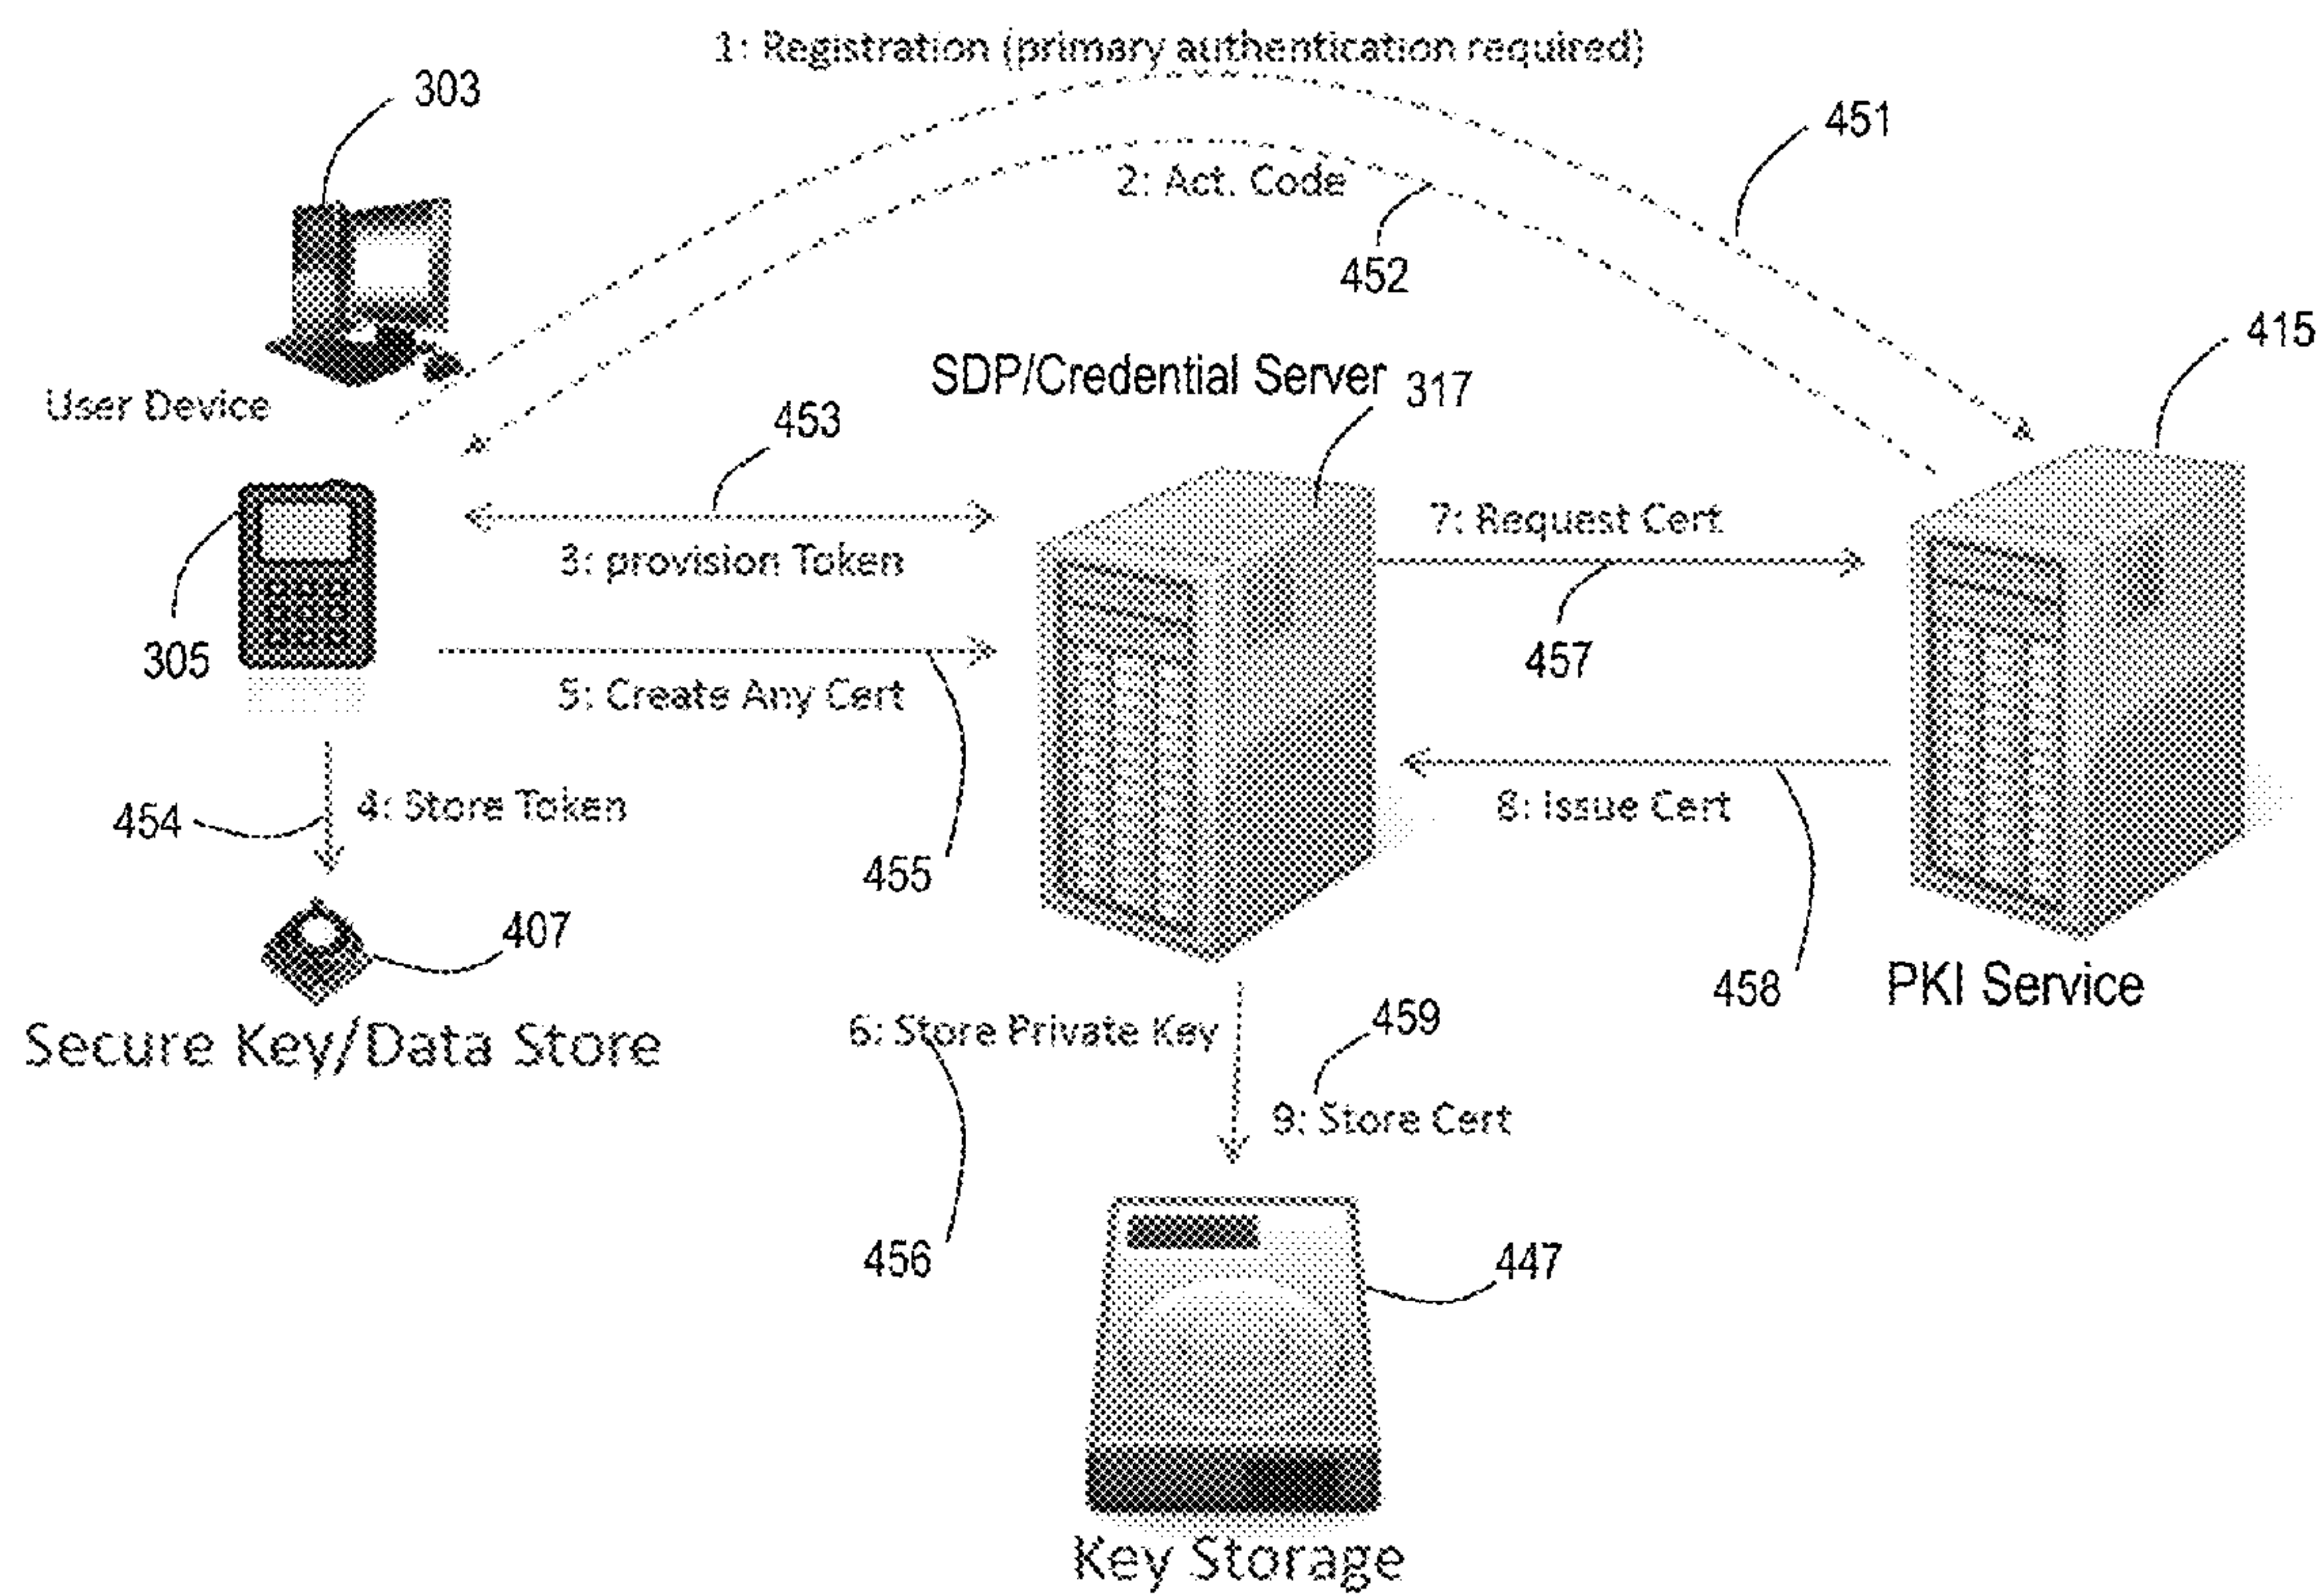 1: Registration (primary authentication required)
303
451
2: Act. Code
452
415
SDP/Credential Server
317
User Device
453
7: Request Cert
3: provision Token
457
305
5: Create Any Cert
4: Store Token
454
8: Issue Cert
455
407
458
PKI Service
Secure Key/Data Store
6: Store Private Key
459
9: Store Cert
456
447
Key Storage